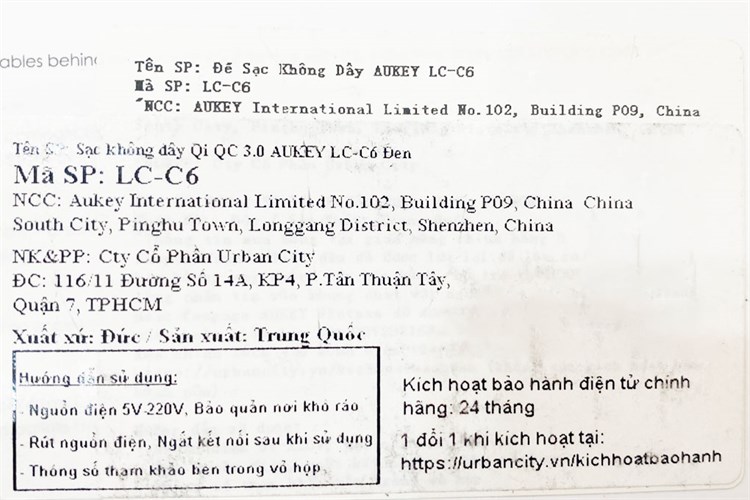 ables behind
Tên SP: Đế Sạc Không Dây AUKEY LC-C6
Mã SP: LC-C6
NCC: AUKEY International Limited No.102, Building P09, China
Tên SP: Sạc không dây Qi QC 3.0 AUKEY LC-C6 Đen
Mã SP: LC-C6
NCC: Aukey International Limited No.102, Building P09, China China
South City, Pinghu Town, Longgang District, Shenzhen, China
NK&PP: Cty Cổ Phần Urban City
ĐC: 116/11 Đường Số 14A, KP4, P.Tân Thuận Tây,
Quận 7, TPHCM
Xuất xứ: Đức / Sản xuất: Trung Quốc
Hướng dẫn sử dụng:
- Nguồn điện 5V-220V, Bảo quản nơi khô ráo
- Rút nguồn điện, Ngắt kết nối sau khi sử dụng
- Thông số tham khảo bên trong vỏ hộp
Kích hoạt bảo hành điện tử chính
hãng: 24 tháng
1 đổi 1 khi kích hoạt tại:
https://urbancity.vn/kichhoatbaohanh